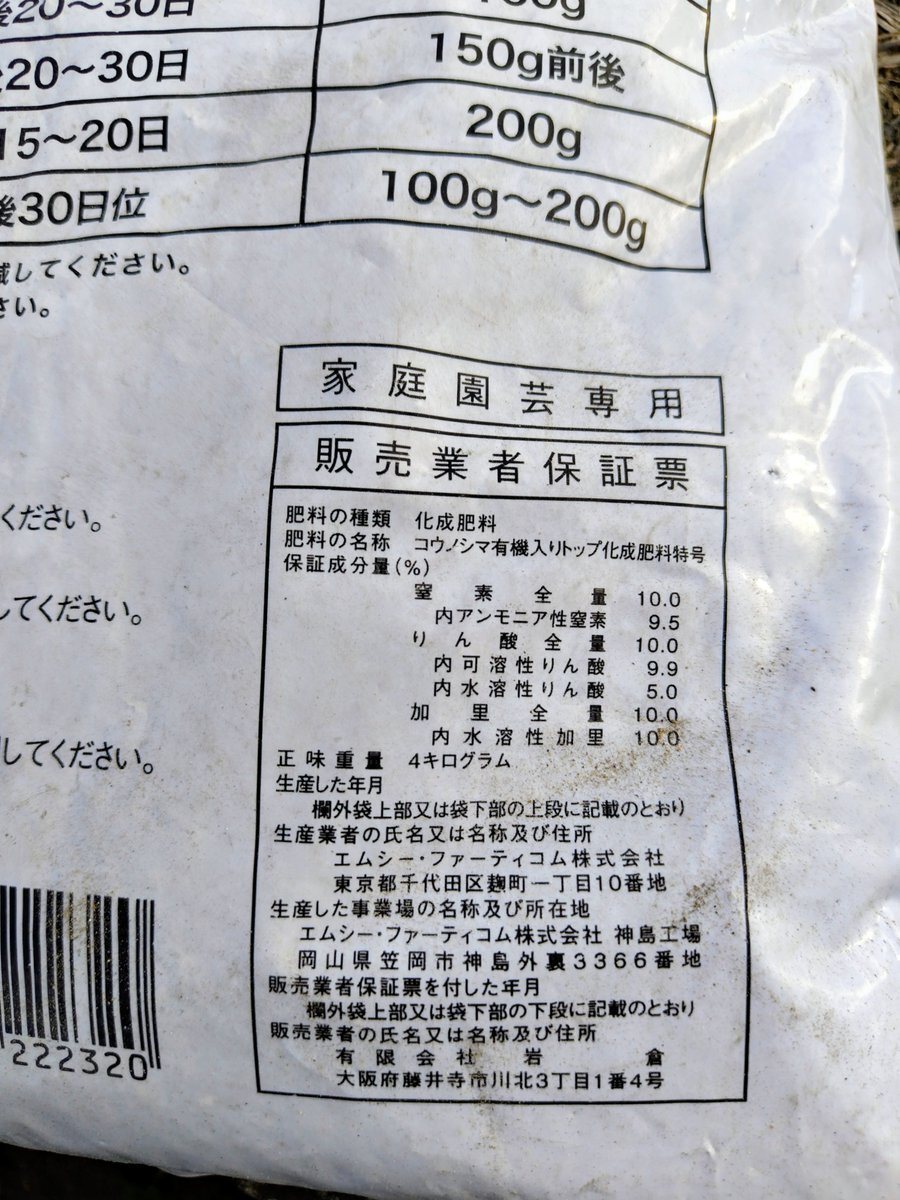 後20〜30日
20〜30日 150g前後
15〜20日 200g
後30日位 100g〜200g
減してください。
さい。
家庭園芸専用
販売業者保証票
ください。
肥料の種類 化成肥料
肥料の名称 コウノシマ有機入りトップ化成肥料特号
保証成分量(%)
窒素全量 10.0
内アンモニア性窒素 9.5
してください。
りん酸全量 10.0
内可溶性りん酸 9.9
内水溶性りん酸 5.0
加里全量 10.0
内水溶性加里 10.0
してください。
正味重量 4キログラム
生産した年月
欄外袋上部又は袋下部の上段に記載のとおり
生産業者の氏名又は名称及び住所
エムシー・ファーティコム株式会社
東京都千代田区麹町一丁目10番地
生産した事業場の名称及び所在地
エムシー・ファーティコム株式会社 神島工場
岡山県笠岡市神島外裏3366番地
販売業者保証票を付した年月
欄外袋上部又は袋下部の下段に記載のとおり
販売業者の氏名又は名称及び住所
有限会社岩倉
大阪府藤井寺市川北3丁目1番4号
222320